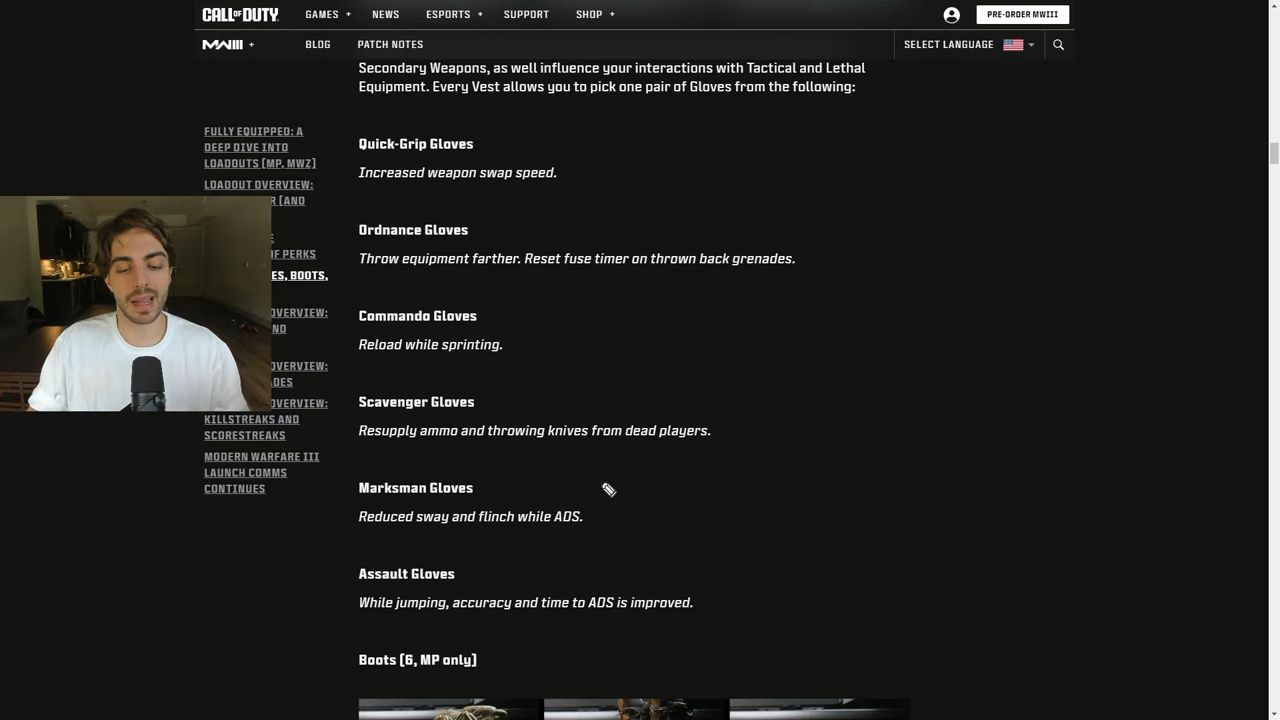 CALL OF DUTY
GAMES +
NEWS
ESPORTS +
SUPPORT
SHOP +
PRE-ORDER MWIII
MWIII +
BLOG
PATCH NOTES
SELECT LANGUAGE
Secondary Weapons, as well influence your interactions with Tactical and Lethal
Equipment. Every Vest allows you to pick one pair of Gloves from the following:
FULLY EQUIPPED: A
DEEP DIVE INTO
LOADOUTS (MP, MWZ)
LOADOUT OVERVIEW:
R (AND
E
OF PERKS
ES, BOOTS,
OVERVIEW:
ND
OVERVIEW:
ADES
OVERVIEW:
KILLSTREAKS AND
SCORESTREAKS
MODERN WARFARE III
LAUNCH COMMS
CONTINUES
Quick-Grip Gloves
Increased weapon swap speed.
Ordnance Gloves
Throw equipment farther. Reset fuse timer on thrown back grenades.
Commando Gloves
Reload while sprinting.
Scavenger Gloves
Resupply ammo and throwing knives from dead players.
Marksman Gloves
Reduced sway and flinch while ADS.
Assault Gloves
While jumping, accuracy and time to ADS is improved.
Boots (6, MP only)